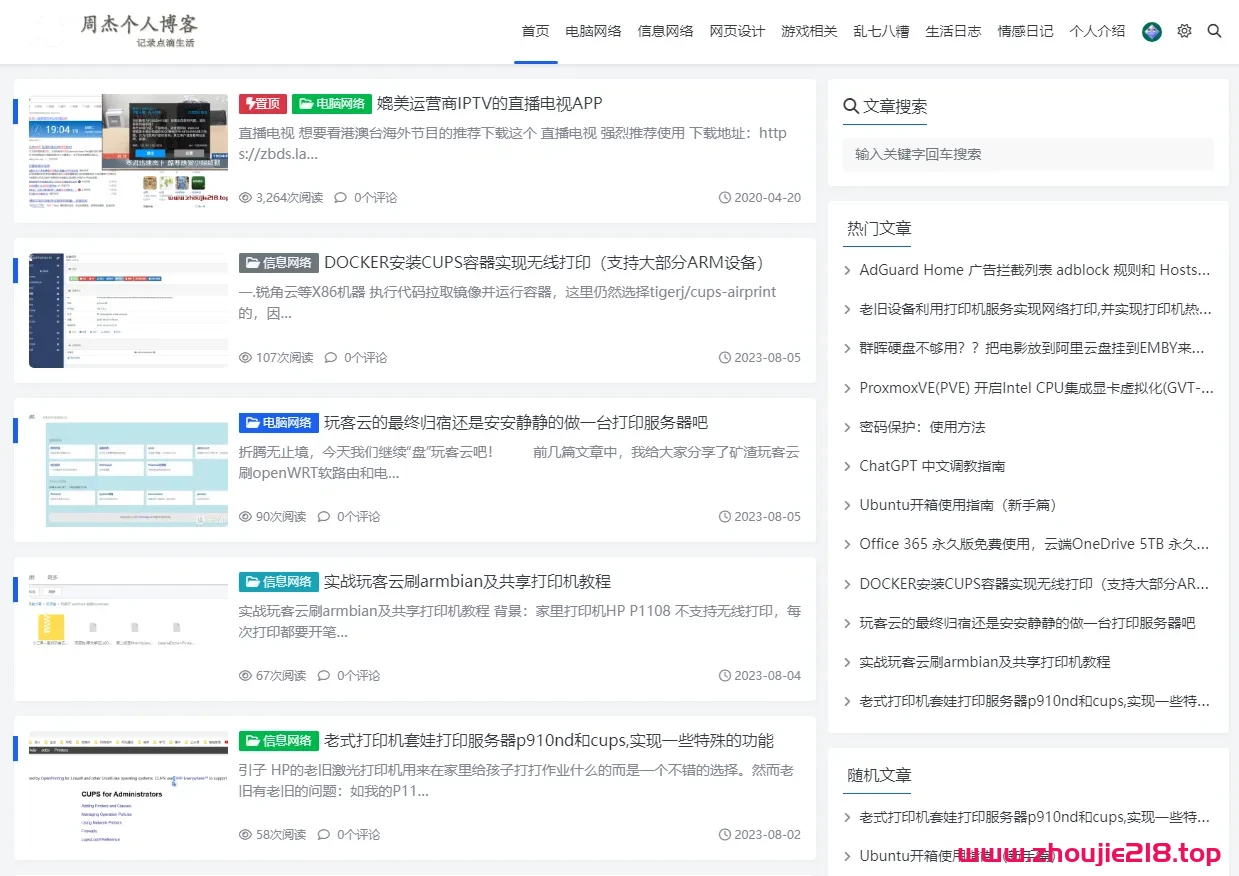 周杰个人博客
记录点滴生活
首页 电脑网络 信息网络 网页设计 游戏相关 乱七八糟 生活日志 情感日记 个人介绍
置顶 电脑网络 媲美运营商IPTV的直播电视APP
直播电视 想要看港澳台海外节目的推荐下载这个 直播电视 强烈推荐使用 下载地址：http
s://zbds.la...
3,264次阅读 0个评论 2020-04-20
19:04
www.zhoujie218.top
信息网络 DOCKER安装CUPS容器实现无线打印（支持大部分ARM设备）
一.锐角云等X86机器 执行代码拉取镜像并运行容器，这里仍然选择tigerj/cups-airprint
的，因...
107次阅读 0个评论 2023-08-05
电脑网络 玩客云的最终归宿还是安安静静的做一台打印服务器吧
折腾无止境，今天我们继续“盘”玩客云吧！ 前几篇文章中，我给大家分享了矿渣玩客云
刷openWRT软路由和电...
90次阅读 0个评论 2023-08-05
信息网络 实战玩客云刷armbian及共享打印机教程
实战玩客云刷armbian及共享打印机教程 背景：家里打印机HP P1108 不支持无线打印，每
次打印都要开笔...
67次阅读 0个评论 2023-08-04
信息网络 老式打印机套娃打印服务器p910nd和cups,实现一些特殊的功能
引子 HP的老旧激光打印机用来在家里给孩子打打作业什么的而是一个不错的选择。然而老
旧有老旧的问题：如我的P11...
58次阅读 0个评论 2023-08-02
CUPS for Administrators
Adding Printers and Classes
Managing Operation Policies
Using Network Printers
Firewalls
文章搜索
输入关键字回车搜索
热门文章
AdGuard Home 广告拦截列表 adblock 规则和 Hosts...
老旧设备利用打印机服务实现网络打印,并实现打印机热...
群晖硬盘不够用？？把电影放到阿里云盘挂到EMBY来...
ProxmoxVE(PVE) 开启Intel CPU集成显卡虚拟化(GVT-...
密码保护：使用方法
ChatGPT 中文调教指南
Ubuntu开箱使用指南（新手篇）
Office 365 永久版免費使用，云端OneDrive 5TB 永久...
DOCKER安装CUPS容器实现无线打印（支持大部分AR...
玩客云的最终归宿还是安安静静的做一台打印服务器吧
实战玩客云刷armbian及共享打印机教程
老式打印机套娃打印服务器p910nd和cups,实现一些特...
随机文章
老式打印机套娃打印服务器p910nd和cups,实现一些特...
Ubuntu开箱使用指南（新手篇）
www.zhoujie218.top